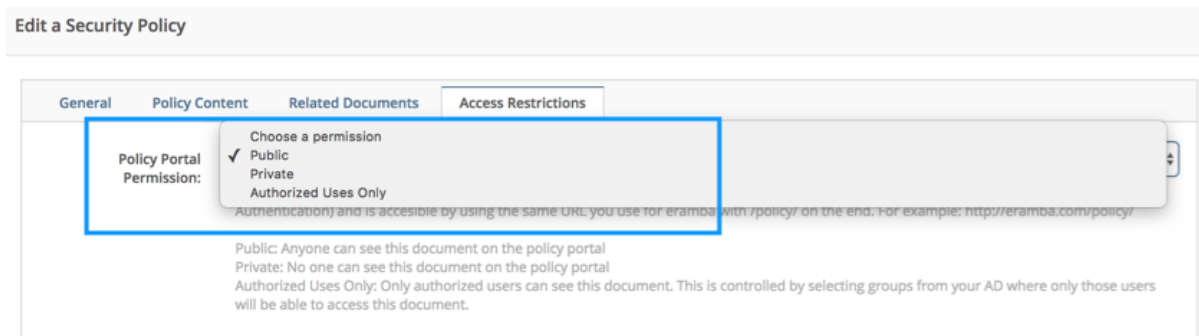 Edit a Security Policy
General Policy Content Related Documents Access Restrictions
Policy Portal Permission:
Choose a permission
✓ Public
Private
Authorized Uses Only
Authentication) and is accesible by using the same URL you use for eramba with /policy/ on the end. For example: http://eramba.com/policy/
Public: Anyone can see this document on the policy portal
Private: No one can see this document on the policy portal
Authorized Uses Only: Only authorized users can see this document. This is controlled by selecting groups from your AD where only those users
will be able to access this document.